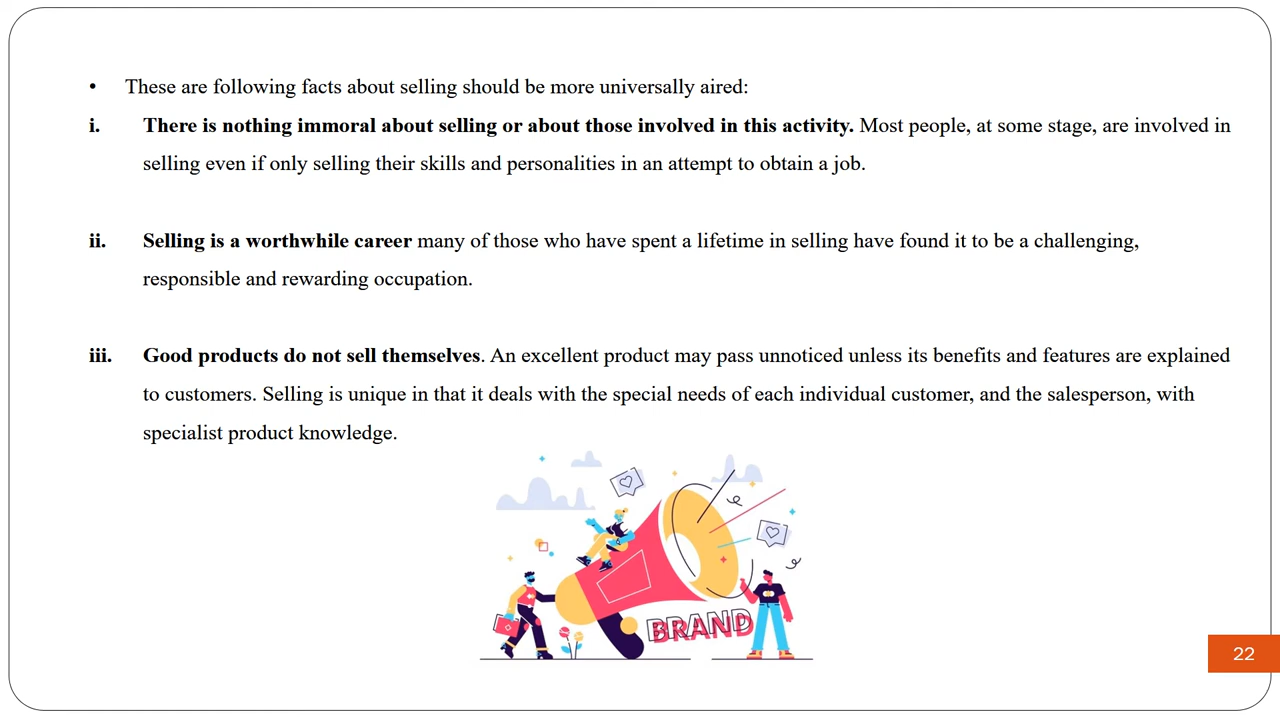 • These are following facts about selling should be more universally aired:
i. There is nothing immoral about selling or about those involved in this activity. Most people, at some stage, are involved in
selling even if only selling their skills and personalities in an attempt to obtain a job.
ii. Selling is a worthwhile career many of those who have spent a lifetime in selling have found it to be a challenging,
responsible and rewarding occupation.
iii. Good products do not sell themselves. An excellent product may pass unnoticed unless its benefits and features are explained
to customers. Selling is unique in that it deals with the special needs of each individual customer, and the salesperson, with
specialist product knowledge.
BRAND
22